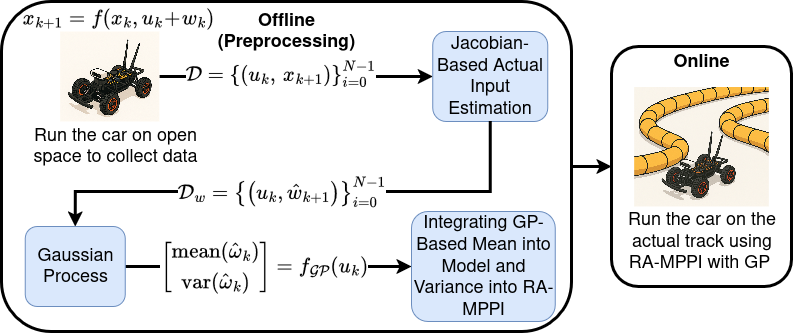 x_{k+1} = f(x_k, u_k+w_k)
Offline
(Preprocessing)
Run the car on open
space to collect data
𝒟 = {(u_k, x_{k+1})}_{i=0}^{N-1}
Jacobian-
Based Actual
Input
Estimation
𝒟_w = {(u_k, ŵ_{k+1})}_{i=0}^{N-1}
Gaussian
Process
[mean(ω̂_k)
var(ω̂_k)] = f_{𝒢𝒫}(u_k)
Integrating GP-
Based Mean into
Model and
Variance into RA-
MPPI
Online
Run the car on the
actual track using
RA-MPPI with GP